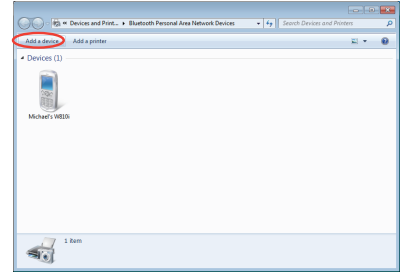 « Devices and Print... ▸ Bluetooth Personal Area Network Devices
Search Devices and Printers
Add a device
Add a printer
Devices (1)
Michael's W810i
1 item